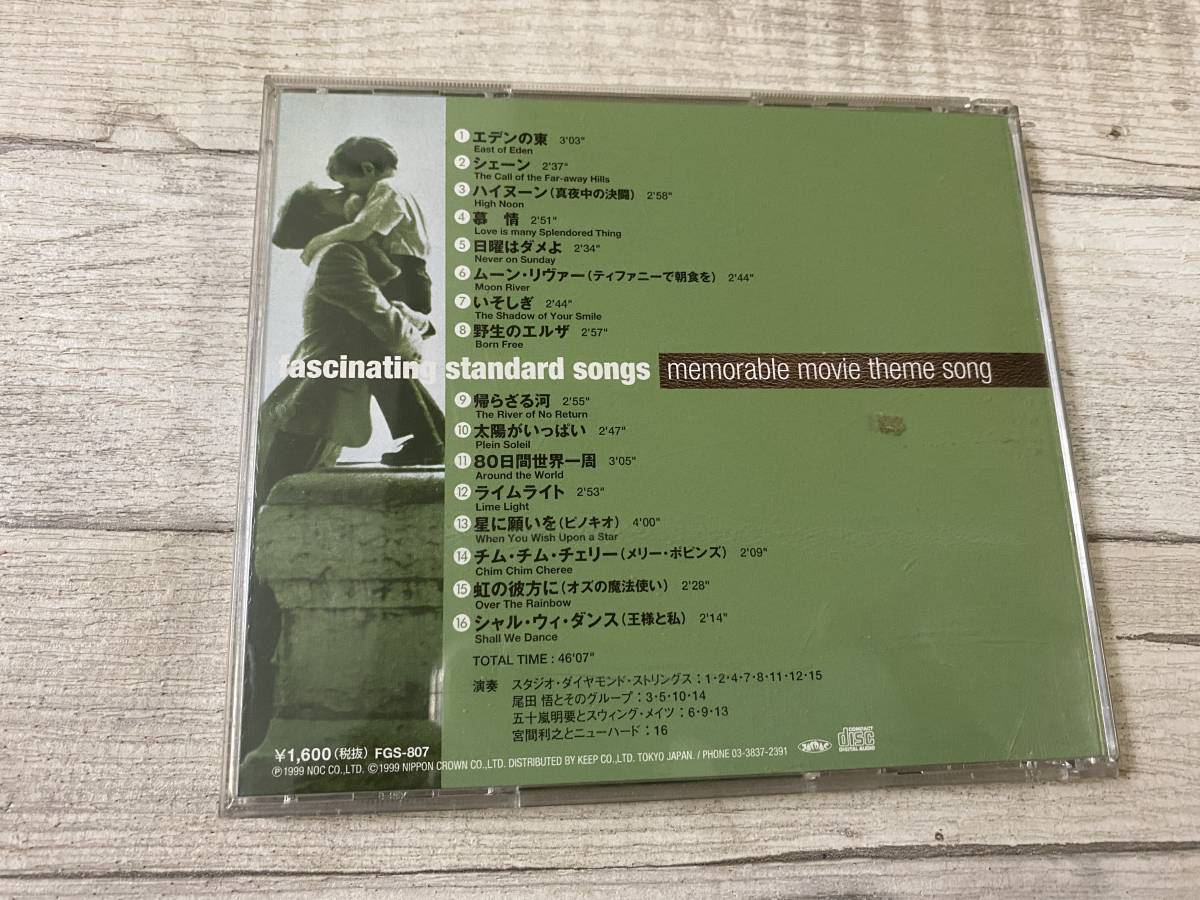 1 エデンの東 3'03"
East of Eden
2 シェーン 2'37"
The Call of the Far-away Hills
3 ハイヌーン(真夜中の決闘) 2'58"
High Noon
4 慕 情 2'51"
Love is many Splendored Thing
5 日曜はダメよ 2'34"
Never on Sunday
6 ムーン・リヴァー(ティファニーで朝食を) 2'44"
Moon River
7 いそしぎ 2'44"
The Shadow of Your Smile
8 野生のエルザ 2'57"
Born Free
fascinating standard songs memorable movie theme song
9 帰らざる河 2'55"
The River of No Return
10 太陽がいっぱい 2'47"
Plein Soleil
11 80日間世界一周 3'05"
Around the World
12 ライムライト 2'53"
Lime Light
13 星に願いを(ピノキオ) 4'00"
When You Wish Upon a Star
14 チム・チム・チェリー(メリー・ポピンズ) 2'09"
Chim Chim Cheree
15 虹の彼方に(オズの魔法使い) 2'28"
Over The Rainbow
16 シャル・ウィ・ダンス(王様と私) 2'14"
Shall We Dance
TOTAL TIME : 46'07"
演奏 スタジオ・ダイヤモンド・ストリングス : 1・2・4・7・8・11・12・15
尾田 悟とそのグループ : 3・5・10・14
五十嵐明要とスウィング・メイツ : 6・9・13
宮間利之とニューハード : 16
¥1,600(税抜) FGS-807
COMPACT disc DIGITAL AUDIO
Ⓟ1999 NOC CO.,LTD. ©1999 NIPPON CROWN CO.,LTD. DISTRIBUTED BY KEEP CO.,LTD. TOKYO JAPAN. / PHONE 03-3837-2391